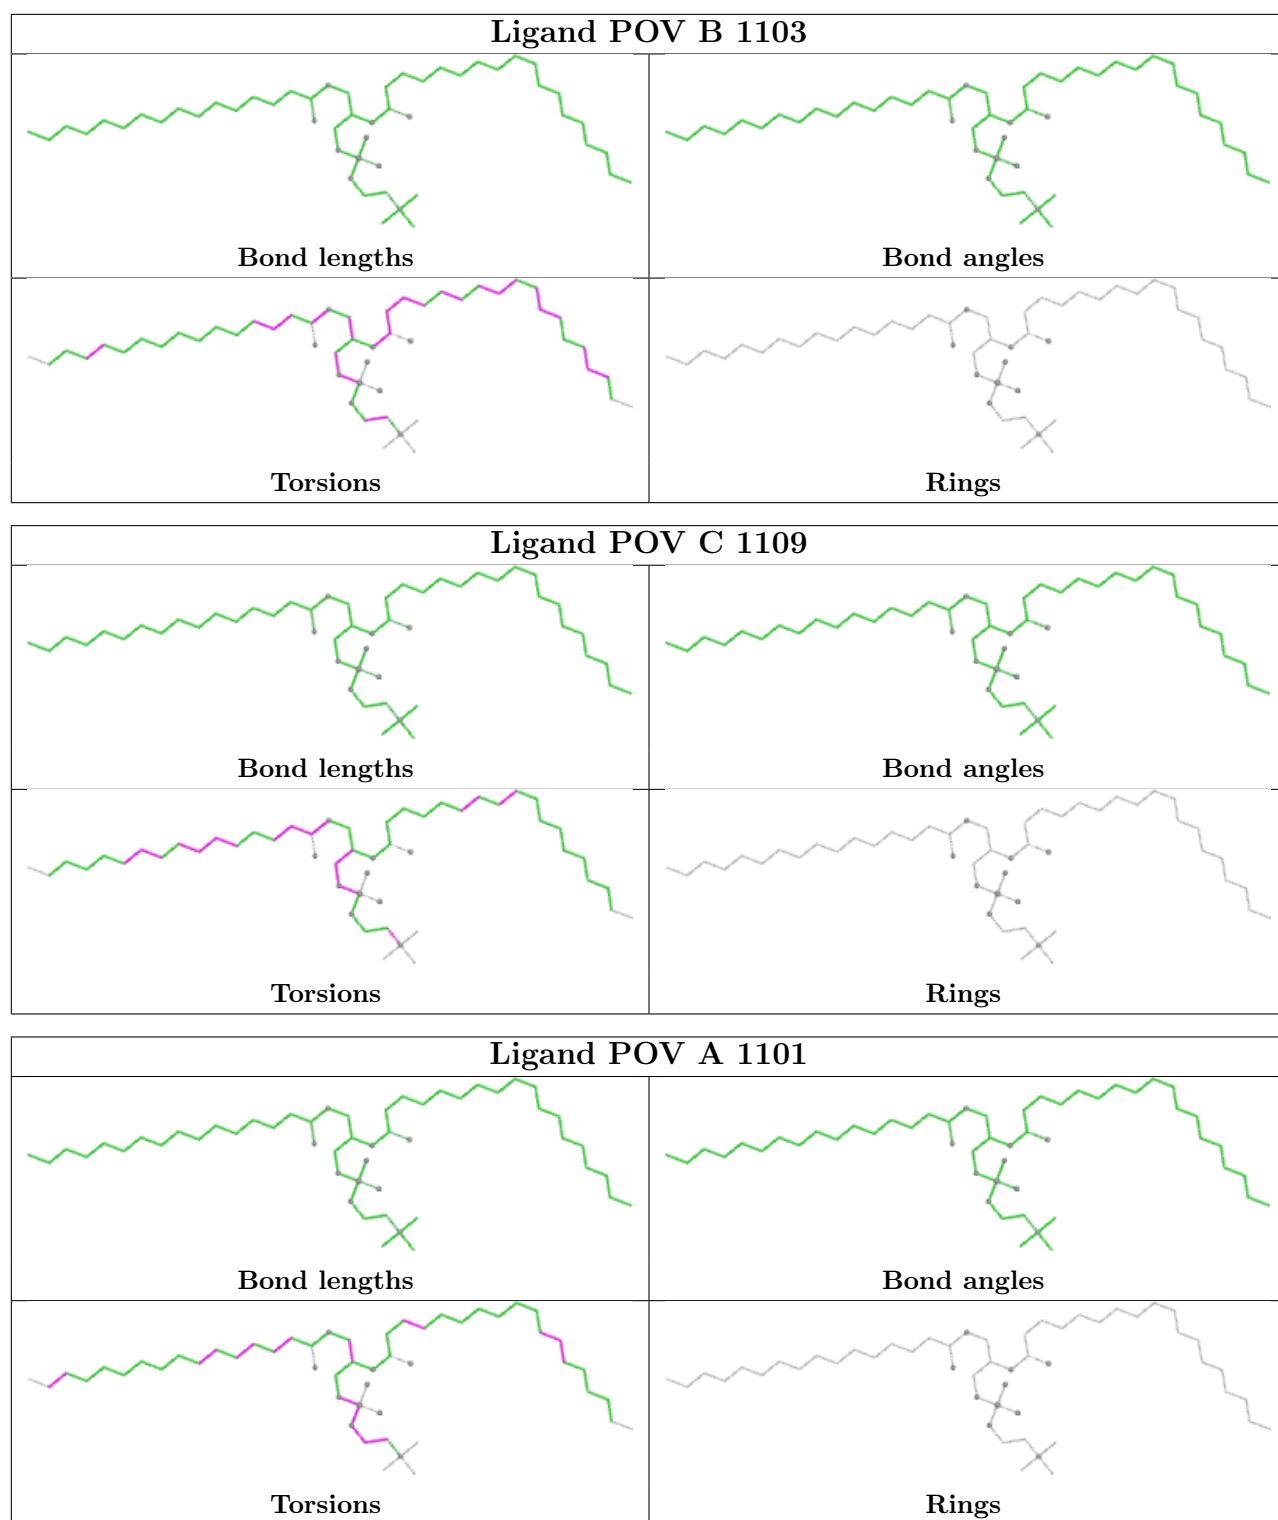 Ligand POV B 1103
Bond lengths
Bond angles
Torsions
Rings
Ligand POV C 1109
Bond lengths
Bond angles
Torsions
Rings
Ligand POV A 1101
Bond lengths
Bond angles
Torsions
Rings